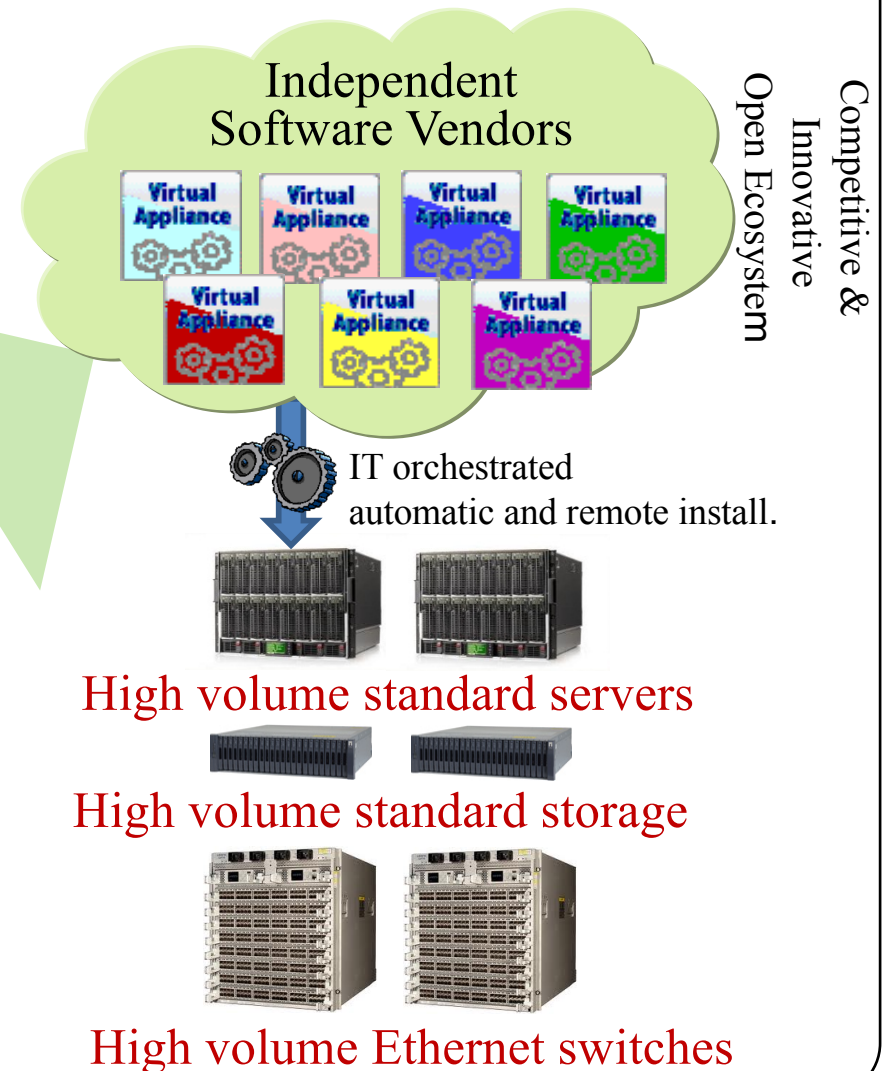 Independent
Software Vendors
Competitive &
Innovative
Open Ecosystem
Virtual
Appliance
Virtual
Appliance
Virtual
Appliance
Virtual
Appliance
Virtual
Appliance
Virtual
Appliance
Virtual
Appliance
IT orchestrated
automatic and remote install.
High volume standard servers
High volume standard storage
High volume Ethernet switches